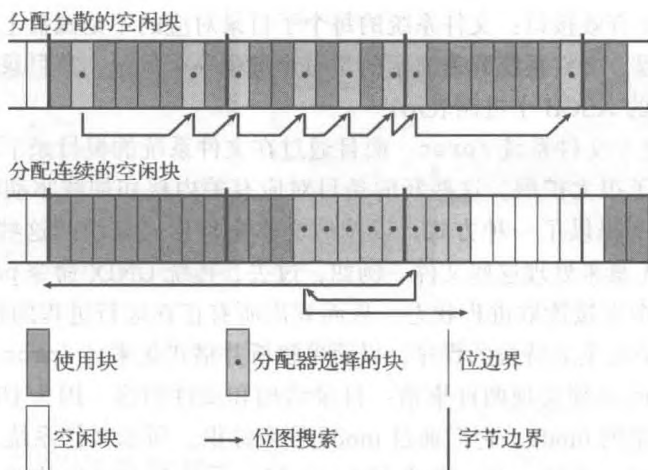 分配分散的空闲块
分配连续的空闲块
使用块
分配器选择的块
位边界
空闲块
位图搜索
字节边界